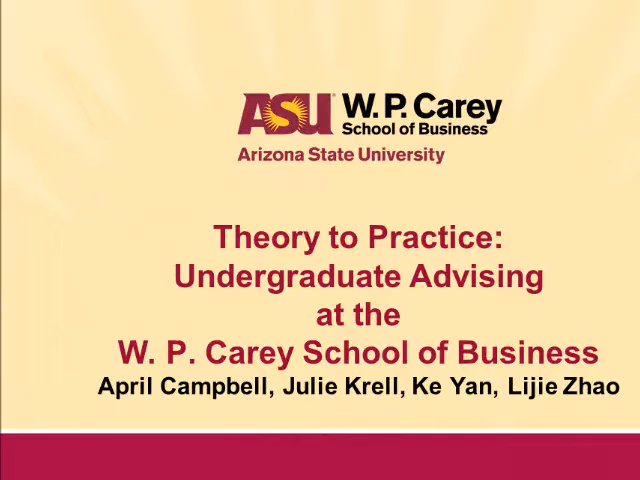 ASU W. P. Carey
School of Business
Arizona State University
Theory to Practice:
Undergraduate Advising
at the
W. P. Carey School of Business
April Campbell, Julie Krell, Ke Yan, Lijie Zhao